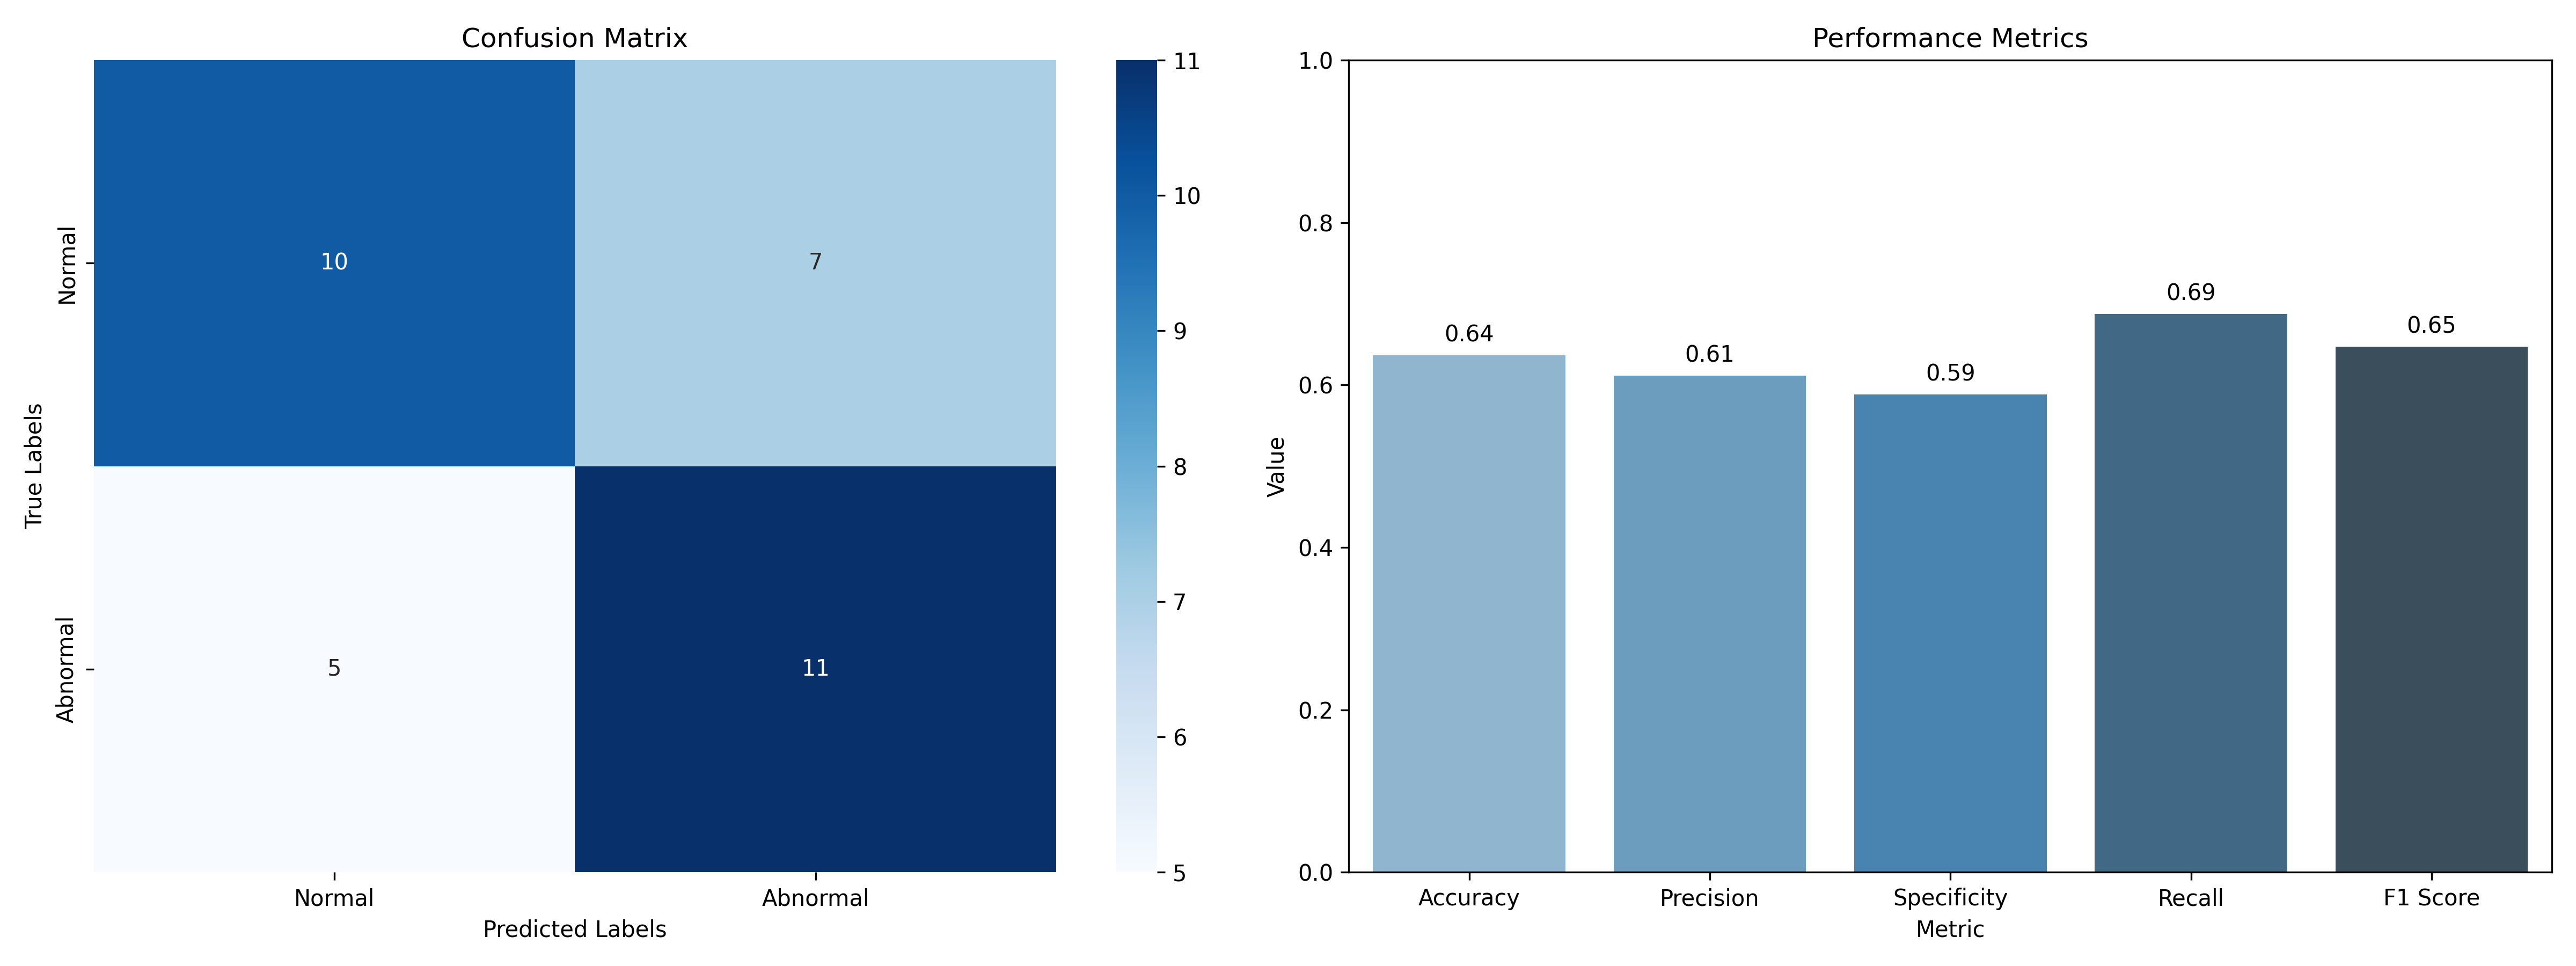 Confusion Matrix
True Labels
Normal
Abnormal
10
7
5
11
Normal
Abnormal
Predicted Labels
11
10
9
8
7
6
5
Performance Metrics
Value
1.0
0.8
0.6
0.4
0.2
0.0
0.64
0.61
0.59
0.69
0.65
Accuracy
Precision
Specificity
Recall
F1 Score
Metric